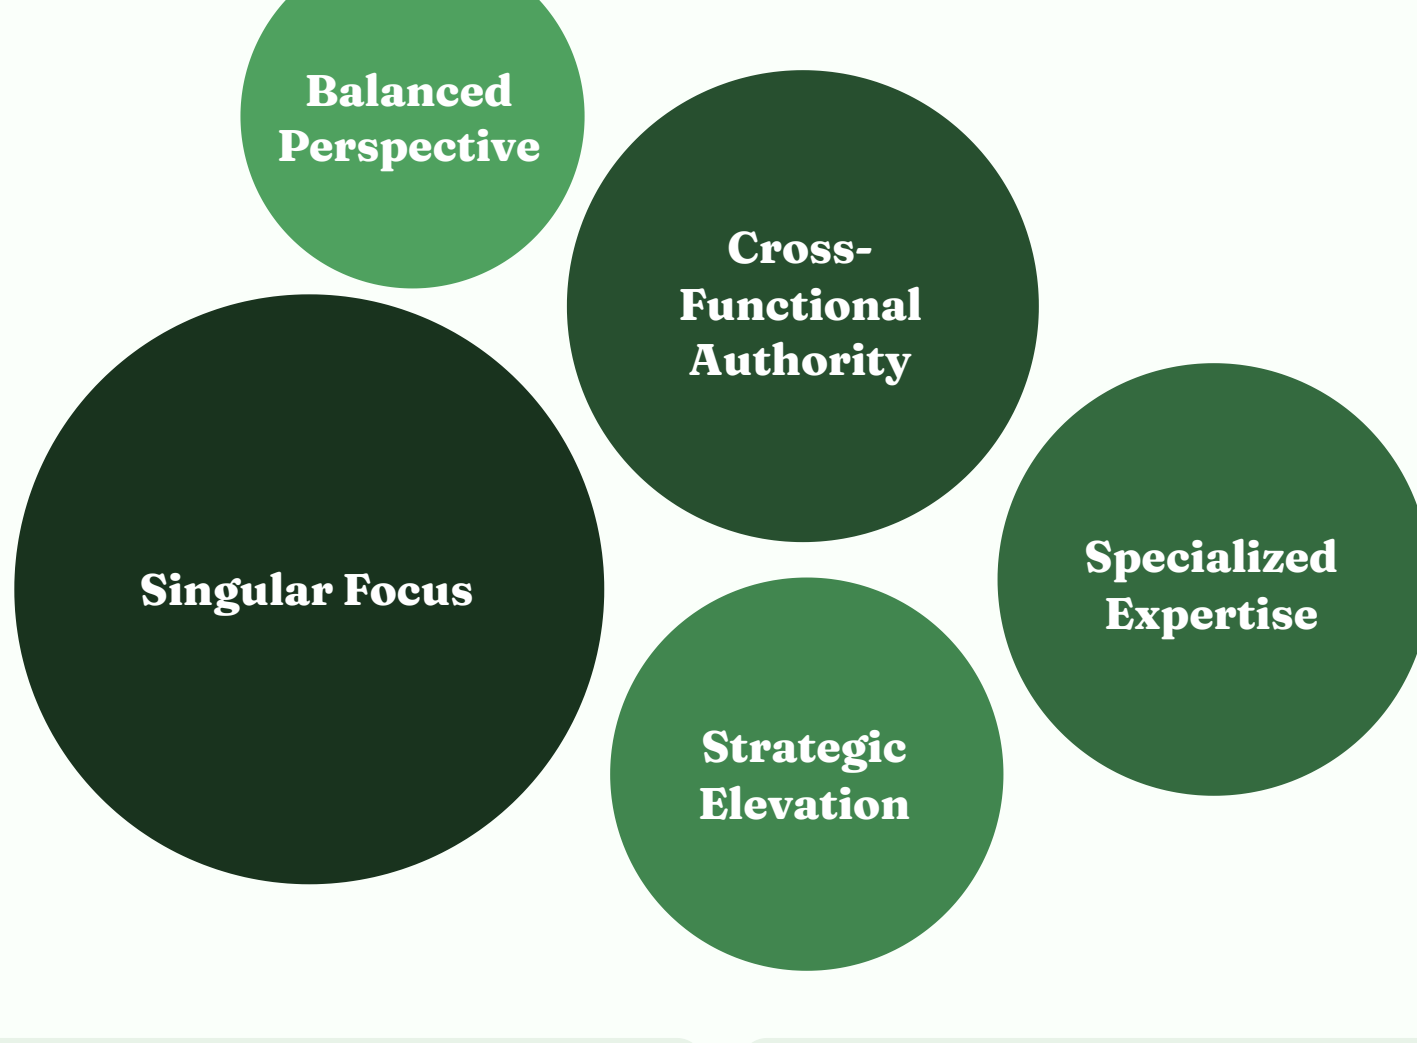 Balanced
Perspective
Cross-
Functional
Authority
Singular Focus
Specialized
Expertise
Strategic
Elevation